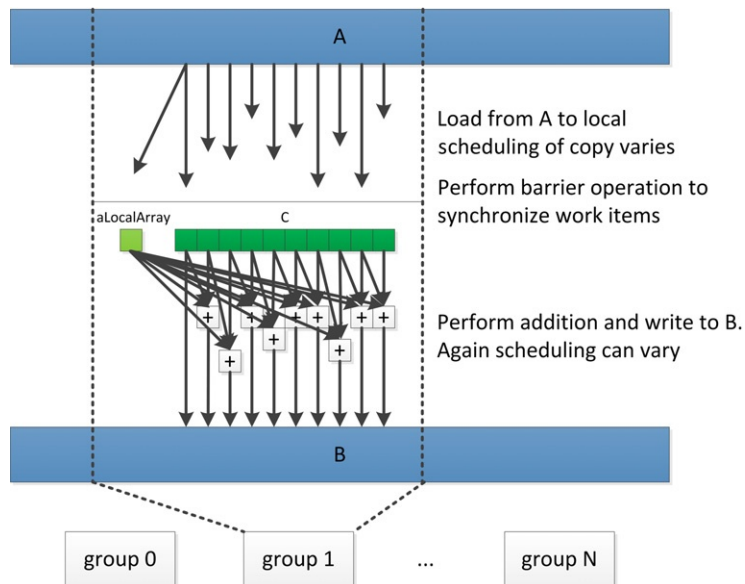 A
Load from A to local
scheduling of copy varies
Perform barrier operation to
synchronize work items
aLocalArray
C
+ + + + + +
+
+ +
Perform addition and write to B.
Again scheduling can vary
B
group 0
group 1
...
group N